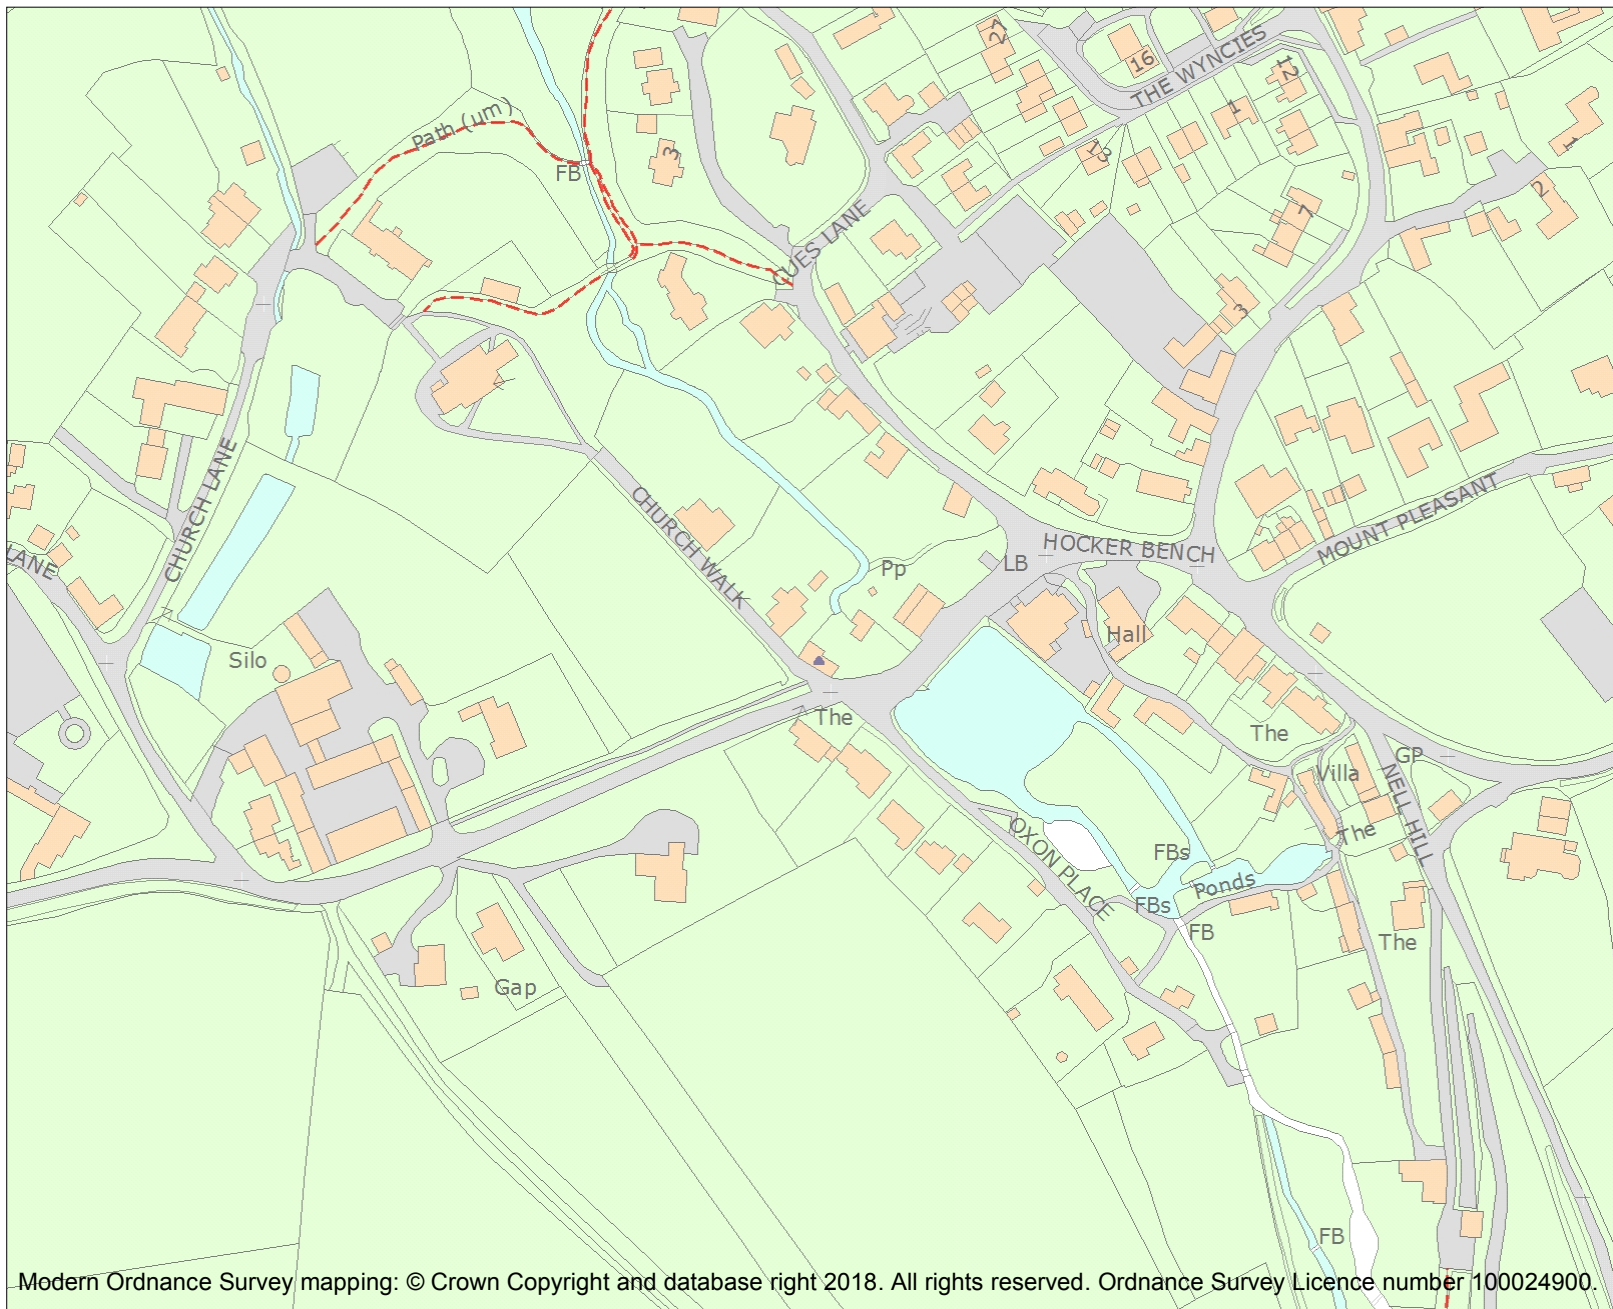 27
16
THE WYNCIES
12
1
Path (um)
FB
3
13
1
2
7
CUES LANE
3
CHURCH LANE
CHURCH WALK
MOUNT PLEASANT
HOCKER BENCH
LB
LANE
Pp
Hall
Silo
The
The
GP
Villa
NELL HILL
The
OXON PLACE
FBs
Ponds
FBs
FB
The
Gap
FB
Modern Ordnance Survey mapping: © Crown Copyright and database right 2018. All rights reserved. Ordnance Survey Licence number 100024900.